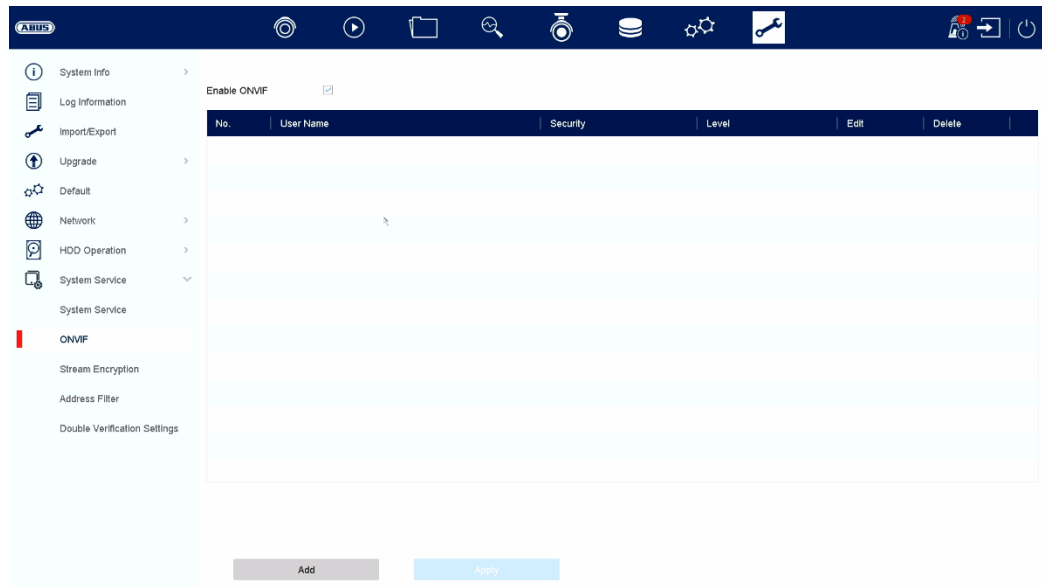 ABUS
2
System Info
Log Information
Import/Export
Upgrade
Default
Network
HDD Operation
System Service
System Service
ONVIF
Stream Encryption
Address Filter
Double Verification Settings
Enable ONVIF
No. User Name Security Level Edit Delete
Add Apply